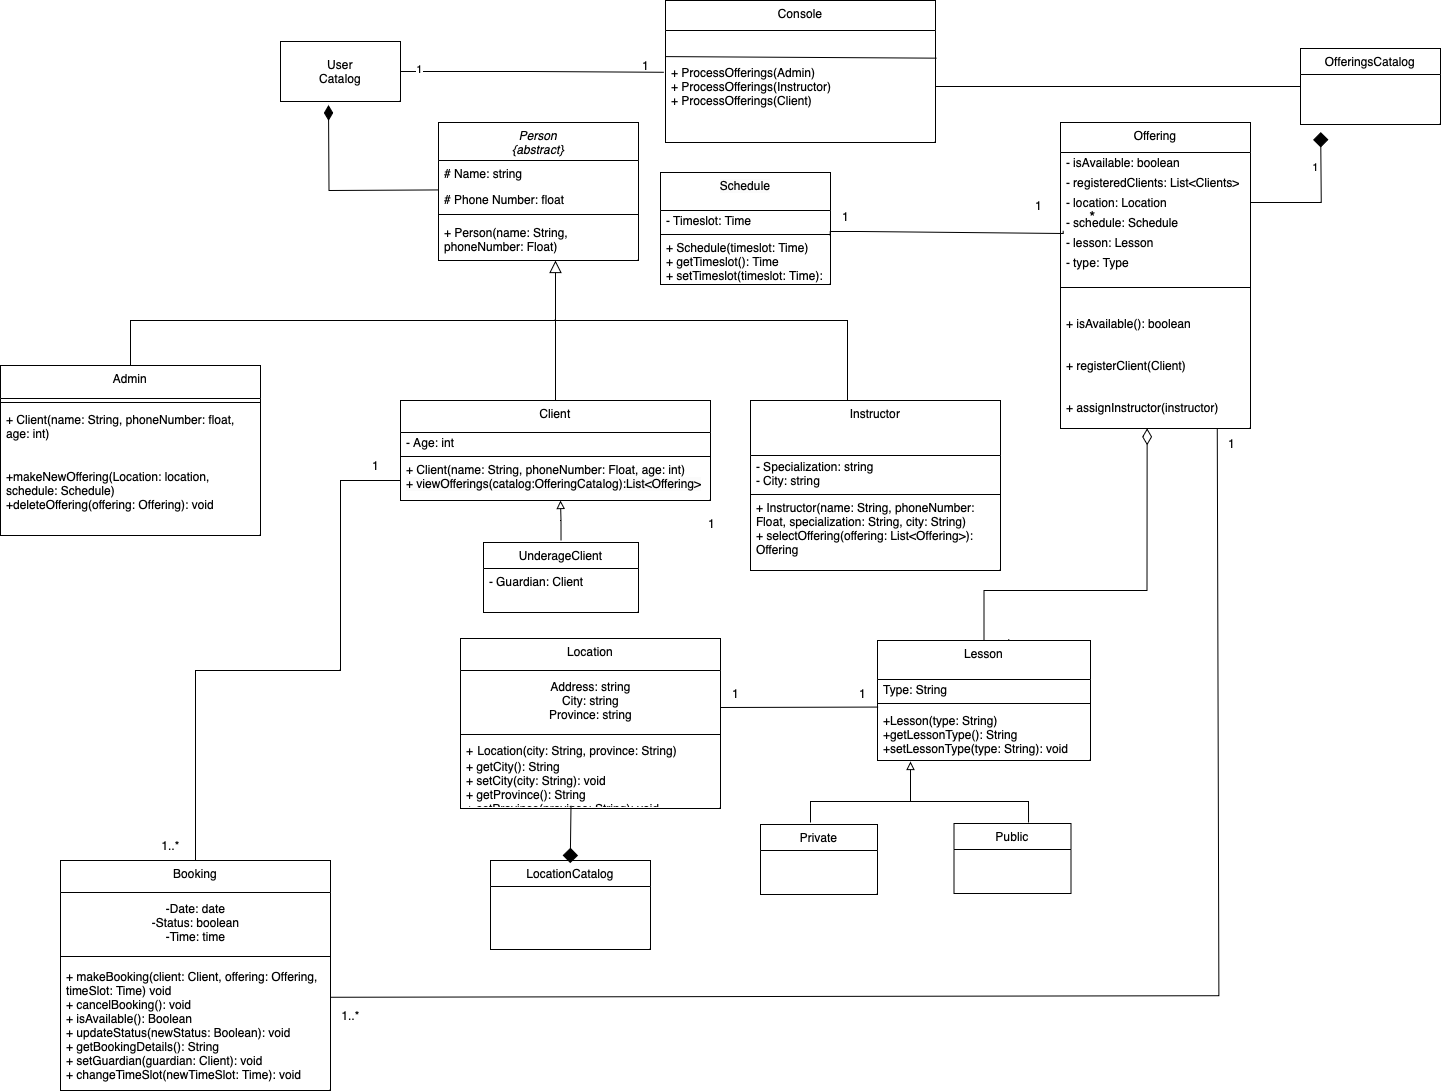 Console
+ ProcessOfferings(Admin)
+ ProcessOfferings(Instructor)
+ ProcessOfferings(Client)
User
Catalog
1
1
OfferingsCatalog
1
Person
{abstract}
# Name: string
# Phone Number: float
+ Person(name: String,
phoneNumber: Float)
Schedule
- Timeslot: Time
+ Schedule(timeslot: Time)
+ getTimeslot(): Time
+ setTimeslot(timeslot: Time):
1
1
*
Offering
- isAvailable: boolean
- registeredClients: List<Clients>
- location: Location
- schedule: Schedule
- lesson: Lesson
- type: Type
+ isAvailable(): boolean
+ registerClient(Client)
+ assignInstructor(instructor)
1
Admin
+ Client(name: String, phoneNumber: float,
age: int)
+makeNewOffering(Location: location,
schedule: Schedule)
+deleteOffering(offering: Offering): void
1
Client
- Age: int
+ Client(name: String, phoneNumber: Float, age: int)
+ viewOfferings(catalog:OfferingCatalog):List<Offering>
1
Instructor
- Specialization: string
- City: string
+ Instructor(name: String, phoneNumber:
Float, specialization: String, city: String)
+ selectOffering(offering: List<Offering>):
Offering
UnderageClient
- Guardian: Client
Location
Address: string
City: string
Province: string
+ Location(city: String, province: String)
+ getCity(): String
+ setCity(city: String): void
+ getProvince(): String
+ setProvince(province: String): void
1
1
Lesson
Type: String
+Lesson(type: String)
+getLessonType(): String
+setLessonType(type: String): void
Private
Public
LocationCatalog
1..*
Booking
-Date: date
-Status: boolean
-Time: time
+ makeBooking(client: Client, offering: Offering,
timeSlot: Time) void
+ cancelBooking(): void
+ isAvailable(): Boolean
+ updateStatus(newStatus: Boolean): void
+ getBookingDetails(): String
+ setGuardian(guardian: Client): void
+ changeTimeSlot(newTimeSlot: Time): void
1..*